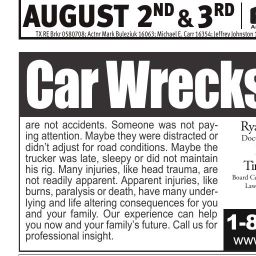 AUGUST 2ND & 3RD
TX RE Brkr 0580708; Actnr Mark Buleziuk 16063; Michael E. Carr 16354; Jeffrey Johnston
Car Wrecks
are not accidents. Someone was not pay-
ing attention. Maybe they were distracted or
didn't adjust for road conditions. Maybe the
trucker was late, sleepy or did not maintain
his rig. Many injuries, like head trauma, are
not readily apparent. Apparent injuries, like
burns, paralysis or death, have many under-
lying and life altering consequences for you
and your family. Our experience can help
you now and your family's future. Call us for
professional insight.
Rya
Doc
Ti
Board C
Law
1-8
ww